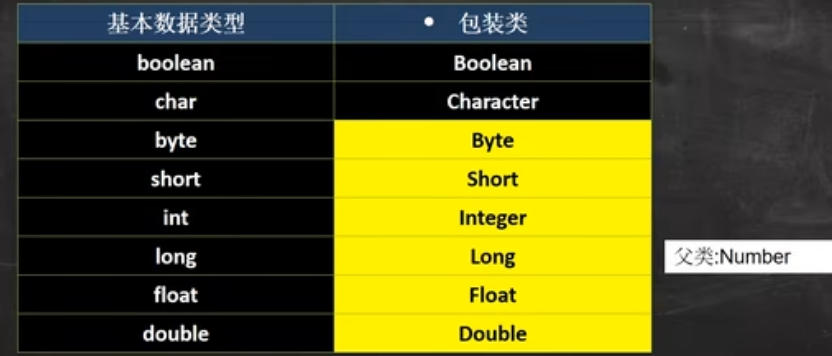 基本数据类型 • 包装类
boolean Boolean
char Character
byte Byte
short Short
int Integer
long Long
父类:Number
float Float
double Double